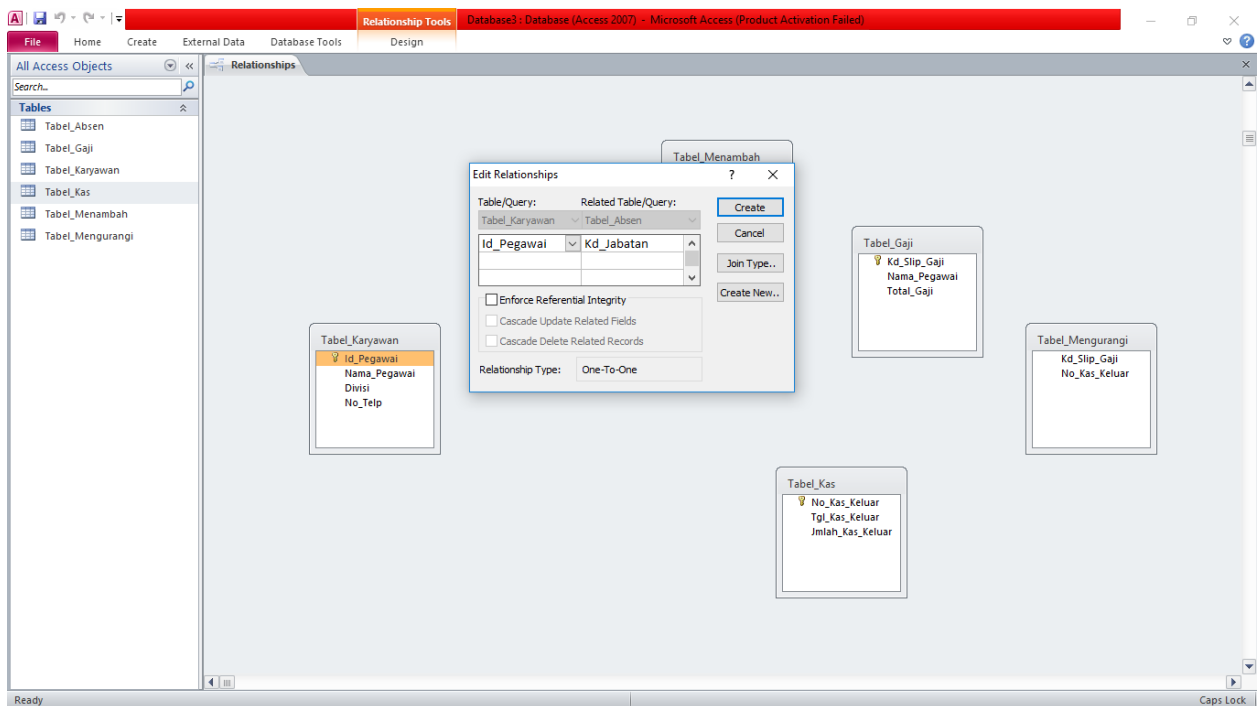 Relationship Tools Database3 : Database (Access 2007) - Microsoft Access (Product Activation Failed)
File Home Create External Data Database Tools Design
All Access Objects
Search...
Tables
Tabel_Absen
Tabel_Gaji
Tabel_Karyawan
Tabel_Kas
Tabel_Menambah
Tabel_Mengurangi
Relationships
Tabel_Menambah
Edit Relationships
Table/Query: Related Table/Query:
Tabel_Karyawan Tabel_Absen
Id_Pegawai Kd_Jabatan
Enforce Referential Integrity
Cascade Update Related Fields
Cascade Delete Related Records
Relationship Type: One-To-One
Create
Cancel
Join Type..
Create New..
Tabel_Karyawan
Id_Pegawai
Nama_Pegawai
Divisi
No_Telp
Tabel_Gaji
Kd_Slip_Gaji
Nama_Pegawai
Total_Gaji
Tabel_Mengurangi
Kd_Slip_Gaji
No_Kas_Keluar
Tabel_Kas
No_Kas_Keluar
Tgl_Kas_Keluar
Jmlah_Kas_Keluar
Ready Caps Lock